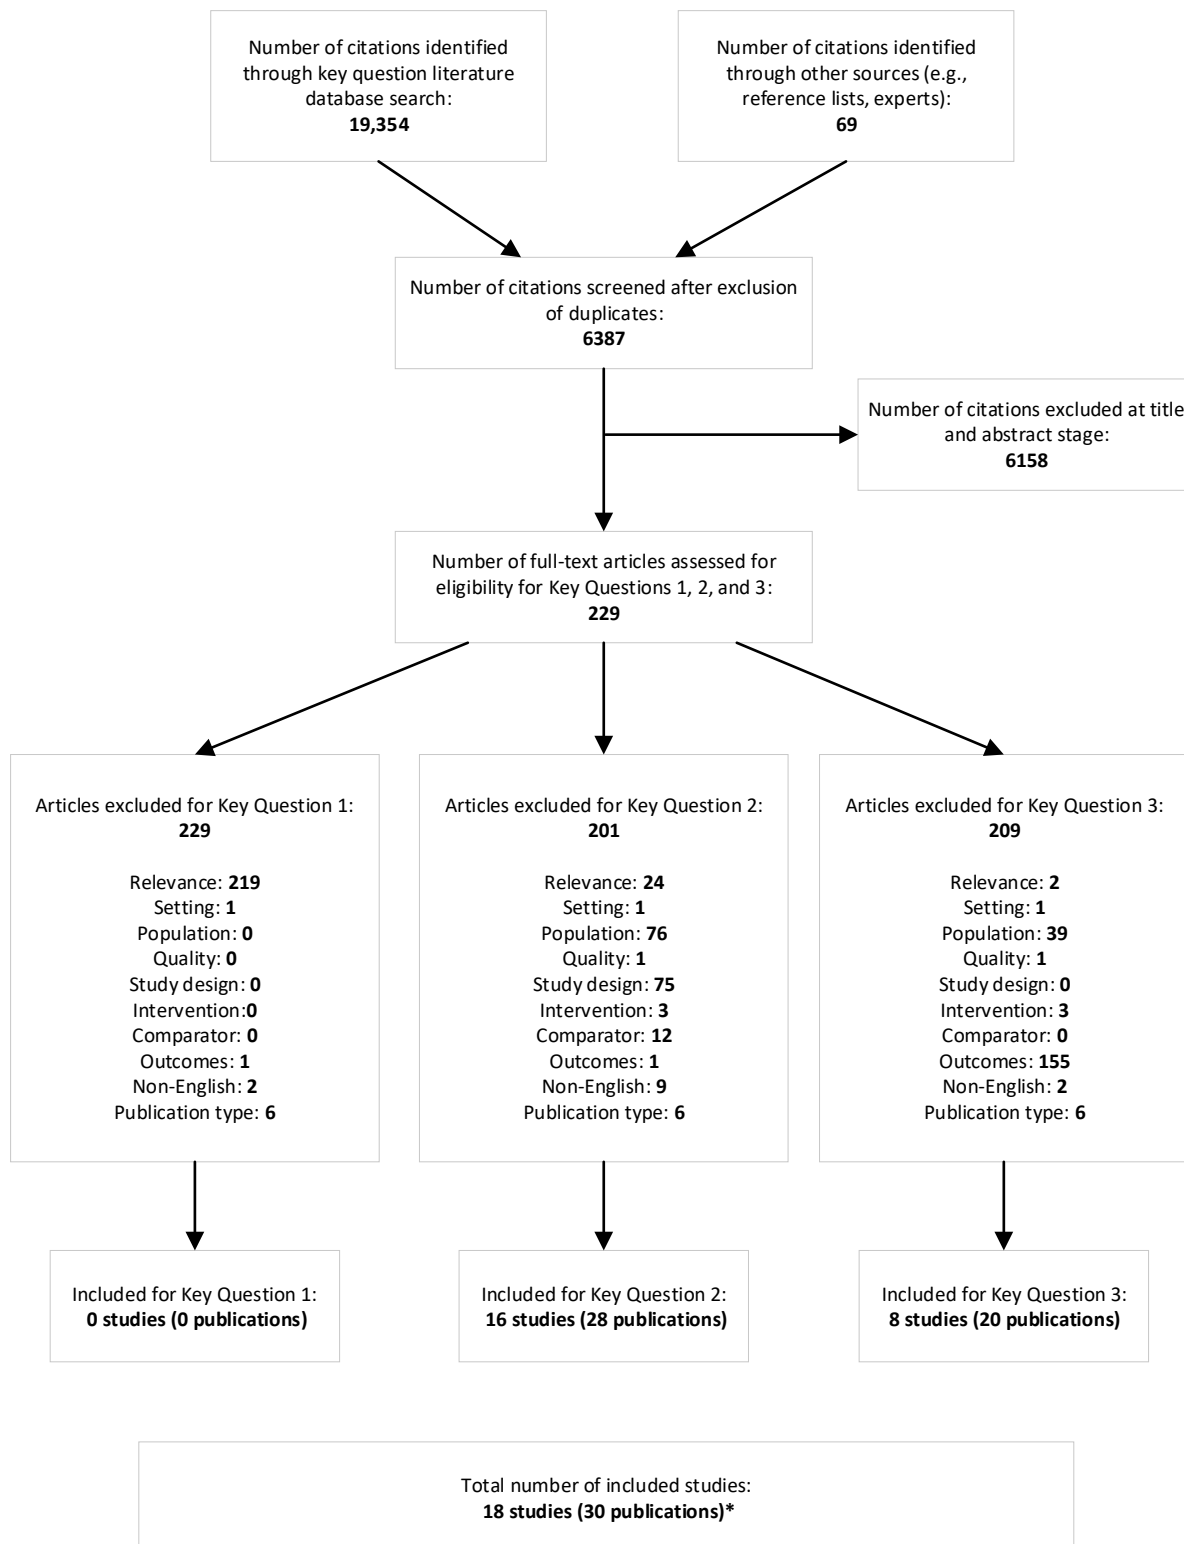 Number of citations identified
through key question literature
database search:
19,354
Number of citations identified
through other sources (e.g.,
reference lists, experts):
69
Number of citations screened after exclusion
of duplicates:
6387
Number of citations excluded at title
and abstract stage:
6158
Number of full-text articles assessed for
eligibility for Key Questions 1, 2, and 3:
229
Articles excluded for Key Question 1:
229
Relevance: 219
Setting: 1
Population: 0
Quality: 0
Study design: 0
Intervention:0
Comparator: 0
Outcomes: 1
Non-English: 2
Publication type: 6
Articles excluded for Key Question 2:
201
Relevance: 24
Setting: 1
Population: 76
Quality: 1
Study design: 75
Intervention: 3
Comparator: 12
Outcomes: 1
Non-English: 9
Publication type: 6
Articles excluded for Key Question 3:
209
Relevance: 2
Setting: 1
Population: 39
Quality: 1
Study design: 0
Intervention: 3
Comparator: 0
Outcomes: 155
Non-English: 2
Publication type: 6
Included for Key Question 1:
0 studies (0 publications)
Included for Key Question 2:
16 studies (28 publications)
Included for Key Question 3:
8 studies (20 publications)
Total number of included studies:
18 studies (30 publications)*